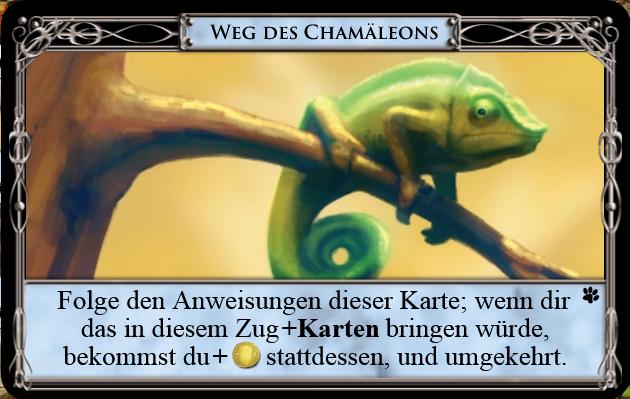 Weg des Chamäleons
Folge den Anweisungen dieser Karte; wenn dir
das in diesem Zug +Karten bringen würde,
bekommst du + stattdessen, und umgekehrt.